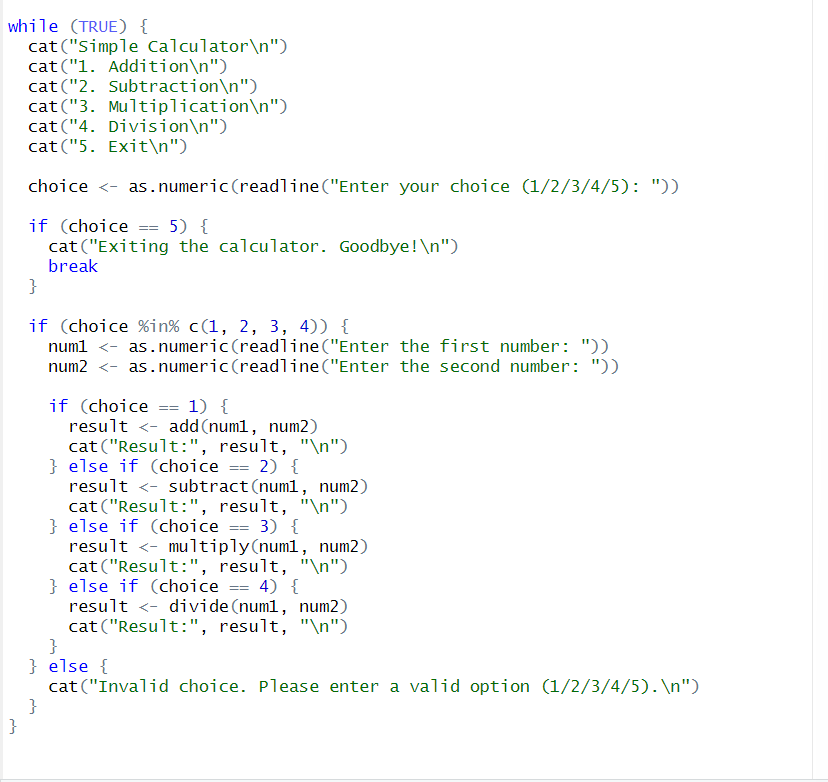 while (TRUE) {
  cat("Simple Calculator\n")
  cat("1. Addition\n")
  cat("2. Subtraction\n")
  cat("3. Multiplication\n")
  cat("4. Division\n")
  cat("5. Exit\n")

  choice <- as.numeric(readline("Enter your choice (1/2/3/4/5): "))

  if (choice == 5) {
    cat("Exiting the calculator. Goodbye!\n")
    break
  }

  if (choice %in% c(1, 2, 3, 4)) {
    num1 <- as.numeric(readline("Enter the first number: "))
    num2 <- as.numeric(readline("Enter the second number: "))

    if (choice == 1) {
      result <- add(num1, num2)
      cat("Result:", result, "\n")
    } else if (choice == 2) {
      result <- subtract(num1, num2)
      cat("Result:", result, "\n")
    } else if (choice == 3) {
      result <- multiply(num1, num2)
      cat("Result:", result, "\n")
    } else if (choice == 4) {
      result <- divide(num1, num2)
      cat("Result:", result, "\n")
    }
  } else {
    cat("Invalid choice. Please enter a valid option (1/2/3/4/5).\n")
  }
}